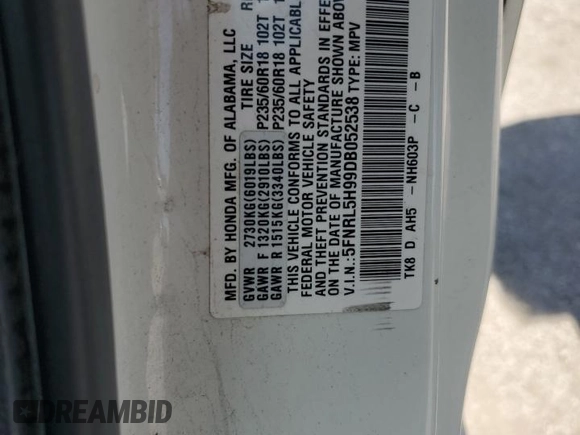 MFD. BY HONDA MFG. OF ALABAMA, LLC
TIRE SIZE
GVWR 2730KG(6019LBS)
GAWR F 1320KG(2910LBS) P235/60R18 102T
GAWR R 1515KG(3340LBS) P235/60R18 102T
THIS VEHICLE CONFORMS TO ALL APPLICABLE
FEDERAL MOTOR VEHICLE SAFETY
AND THEFT PREVENTION STANDARDS IN EFFE
ON THE DATE OF MANUFACTURE SHOWN ABOV
V.I.N.: 5FNRL5H99DB052538 TYPE: MPV
TK8 D AH5 -NH603P -C -B
DREAMBID